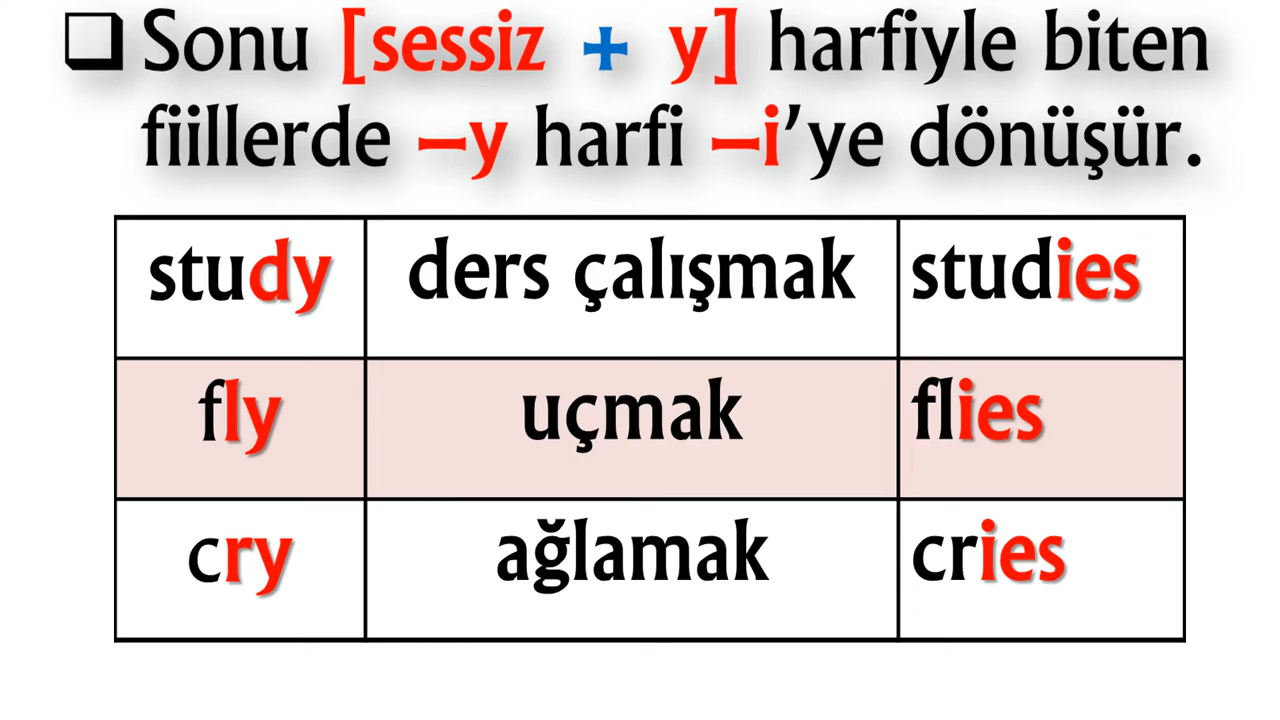 Sonu [sessiz + y] harfiyle biten
fiillerde –y harfi –i’ye dönüşür.
study ders çalışmak studies
fly uçmak flies
cry ağlamak cries